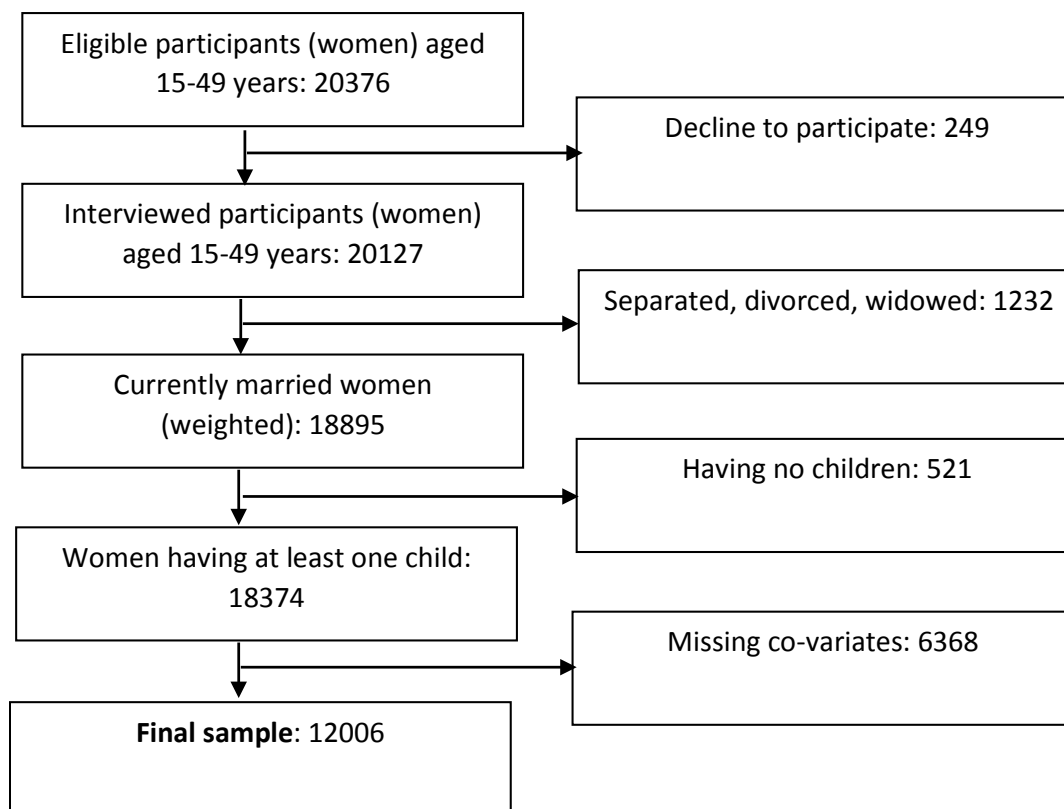 Eligible participants (women) aged
15-49 years: 20376
Decline to participate: 249
Interviewed participants (women)
aged 15-49 years: 20127
Separated, divorced, widowed: 1232
Currently married women
(weighted): 18895
Having no children: 521
Women having at least one child:
18374
Missing co-variates: 6368
Final sample: 12006